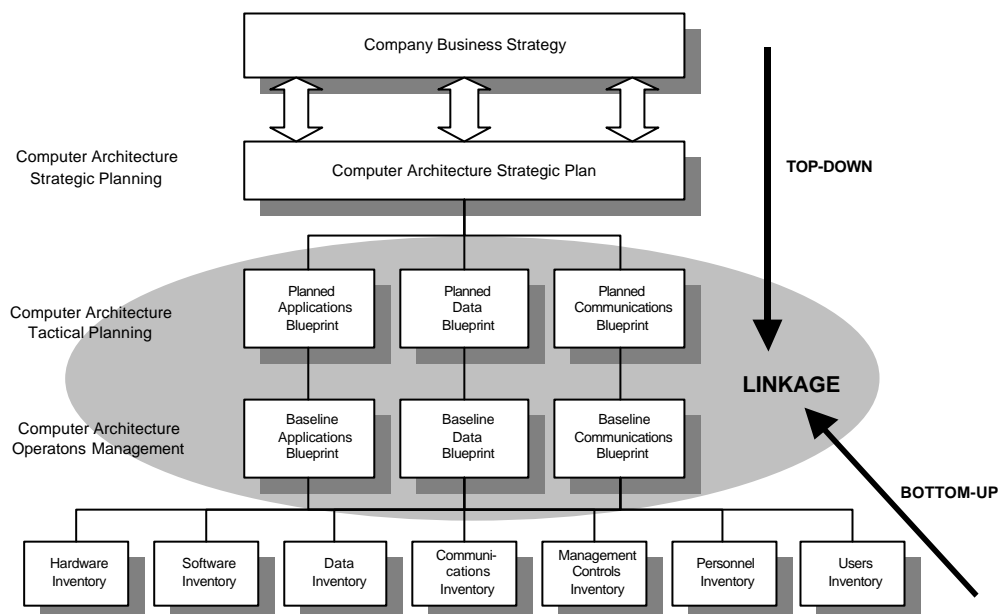 Company Business Strategy
Computer Architecture
Strategic Planning
Computer Architecture Strategic Plan
TOP-DOWN
Computer Architecture
Tactical Planning
Planned
Applications
Blueprint
Planned
Data
Blueprint
Planned
Communications
Blueprint
LINKAGE
Computer Architecture
Operatons Management
Baseline
Applications
Blueprint
Baseline
Data
Blueprint
Baseline
Communications
Blueprint
BOTTOM-UP
Hardware
Inventory
Software
Inventory
Data
Inventory
Communi-
cations
Inventory
Management
Controls
Inventory
Personnel
Inventory
Users
Inventory